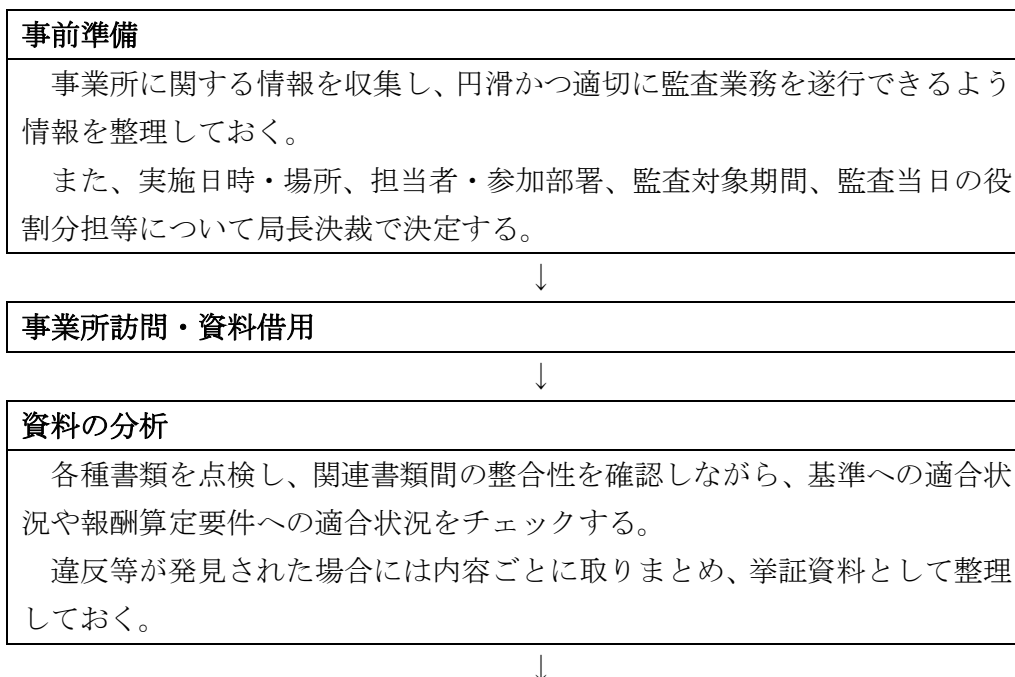 事前準備
　事業所に関する情報を収集し、円滑かつ適切に監査業務を遂行できるよう
情報を整理しておく。
　また、実施日時・場所、担当者・参加部署、監査対象期間、監査当日の役
割分担等について局長決裁で決定する。
↓
事業所訪問・資料借用
↓
資料の分析
　各種書類を点検し、関連書類間の整合性を確認しながら、基準への適合状
況や報酬算定要件への適合状況をチェックする。
　違反等が発見された場合には内容ごとに取りまとめ、挙証資料として整理
しておく。
↓